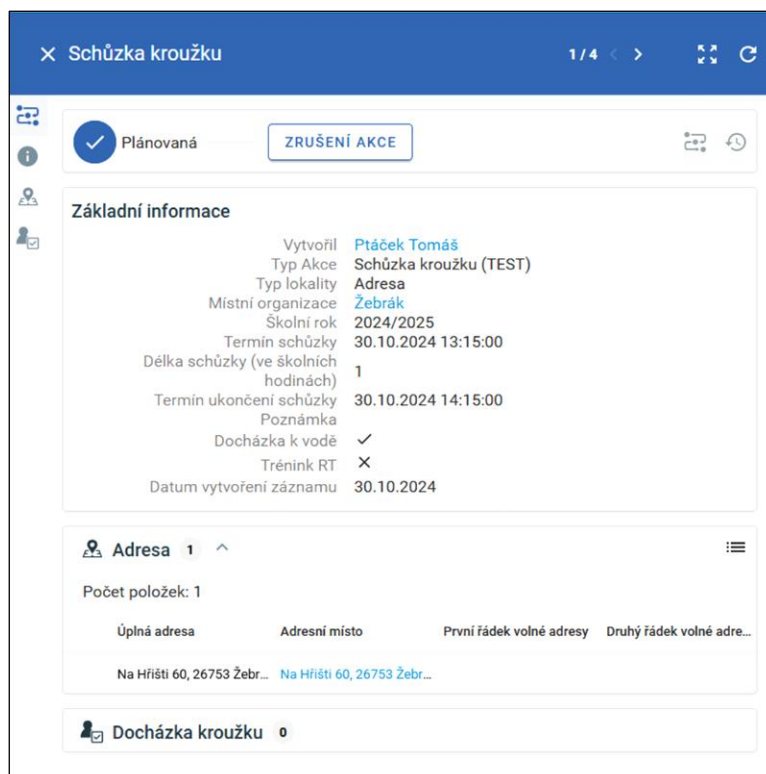 Schůzka kroužku 1 / 4
Plánovaná ZRUŠENÍ AKCE
Základní informace
Vytvořil Ptáček Tomáš
Typ Akce Schůzka kroužku (TEST)
Typ lokality Adresa
Místní organizace Žebrák
Školní rok 2024/2025
Termín schůzky 30.10.2024 13:15:00
Délka schůzky (ve školních
hodinách) 1
Termín ukončení schůzky 30.10.2024 14:15:00
Poznámka
Docházka k vodě
Trénink RT
Datum vytvoření záznamu 30.10.2024
Adresa 1
Počet položek: 1
Úplná adresa Adresní místo První řádek volné adresy Druhý řádek volné adre...
Na Hřišti 60, 26753 Žebr... Na Hřišti 60, 26753 Žebr...
Docházka kroužku 0